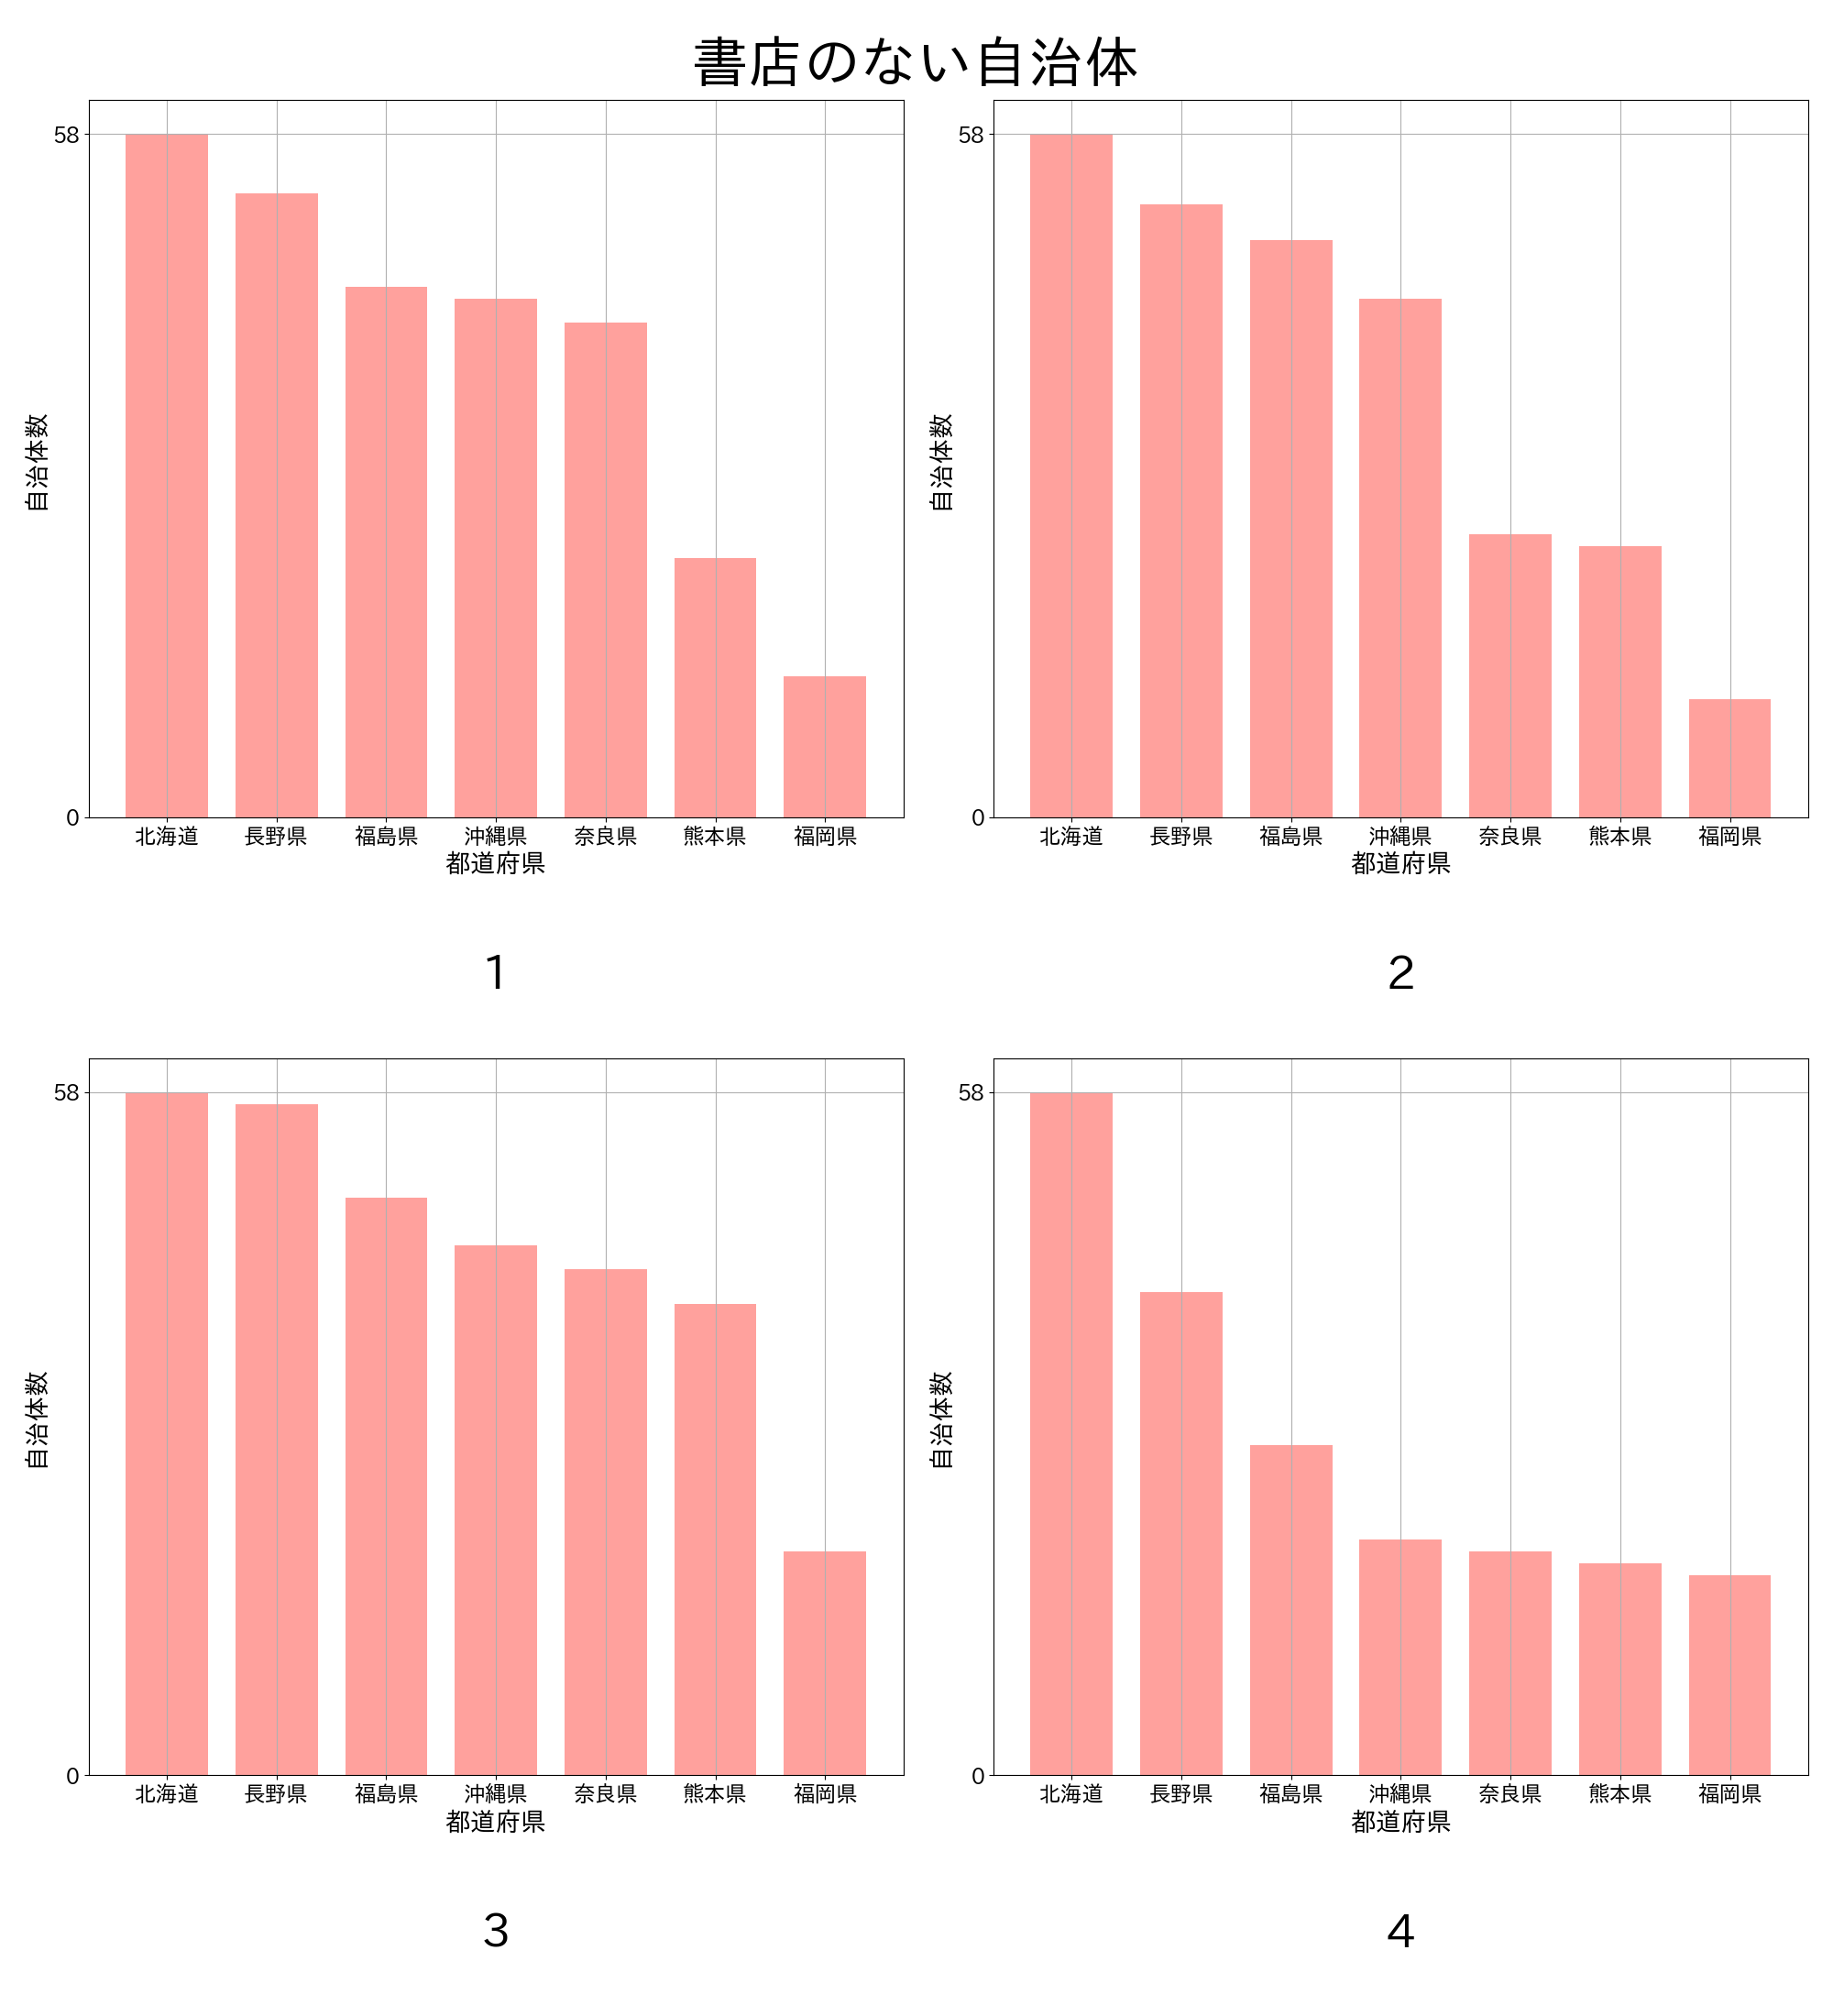 書店のない自治体
58
0
自治体数
北海道 長野県 福島県 沖縄県 奈良県 熊本県 福岡県
都道府県
1
58
0
自治体数
北海道 長野県 福島県 沖縄県 奈良県 熊本県 福岡県
都道府県
2
58
0
自治体数
北海道 長野県 福島県 沖縄県 奈良県 熊本県 福岡県
都道府県
3
58
0
自治体数
北海道 長野県 福島県 沖縄県 奈良県 熊本県 福岡県
都道府県
4